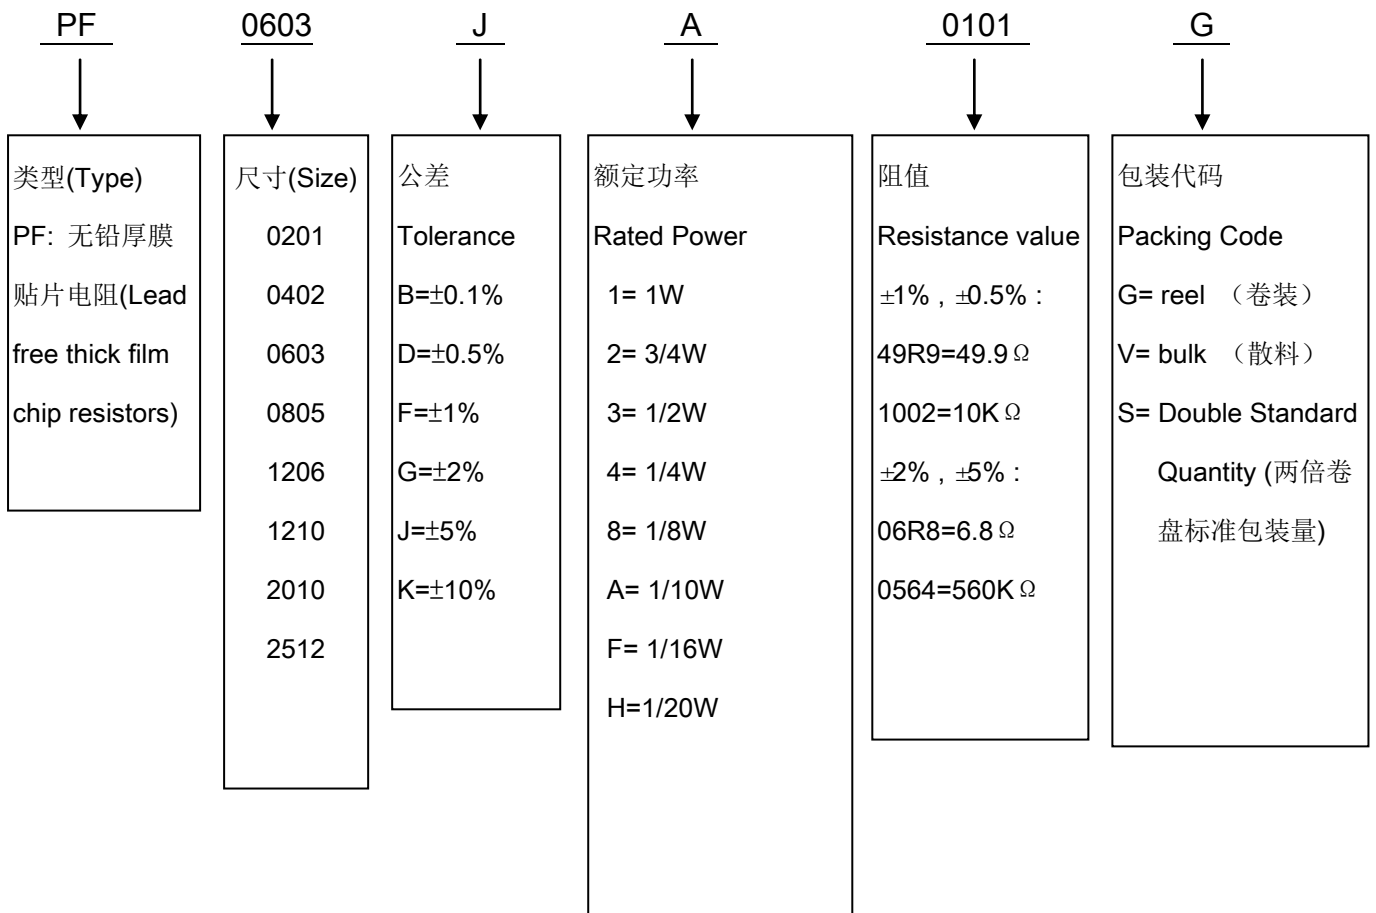 PF 0603 J A 0101 G
类型(Type)
PF: 无铅厚膜
贴片电阻(Lead
free thick film
chip resistors)
尺寸(Size)
0201
0402
0603
0805
1206
1210
2010
2512
公差
Tolerance
B=±0.1%
D=±0.5%
F=±1%
G=±2%
J=±5%
K=±10%
额定功率
Rated Power
1= 1W
2= 3/4W
3= 1/2W
4= 1/4W
8= 1/8W
A= 1/10W
F= 1/16W
H=1/20W
阻值
Resistance value
±1% , ±0.5% :
49R9=49.9Ω
1002=10KΩ
±2% , ±5% :
06R8=6.8Ω
0564=560KΩ
包装代码
Packing Code
G= reel （卷装）
V= bulk （散料）
S= Double Standard
Quantity (两倍卷
盘标准包装量)